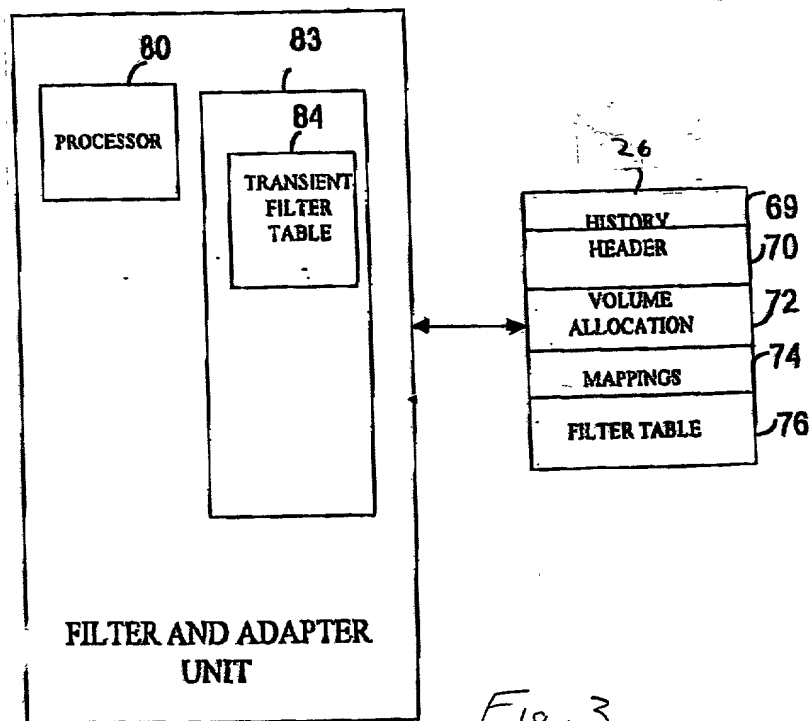 80
PROCESSOR
83
84
TRANSIENT
FILTER
TABLE
FILTER AND ADAPTER
UNIT
26
HISTORY
69
HEADER
70
VOLUME
ALLOCATION
72
MAPPINGS
74
FILTER TABLE
76
Fig. 3